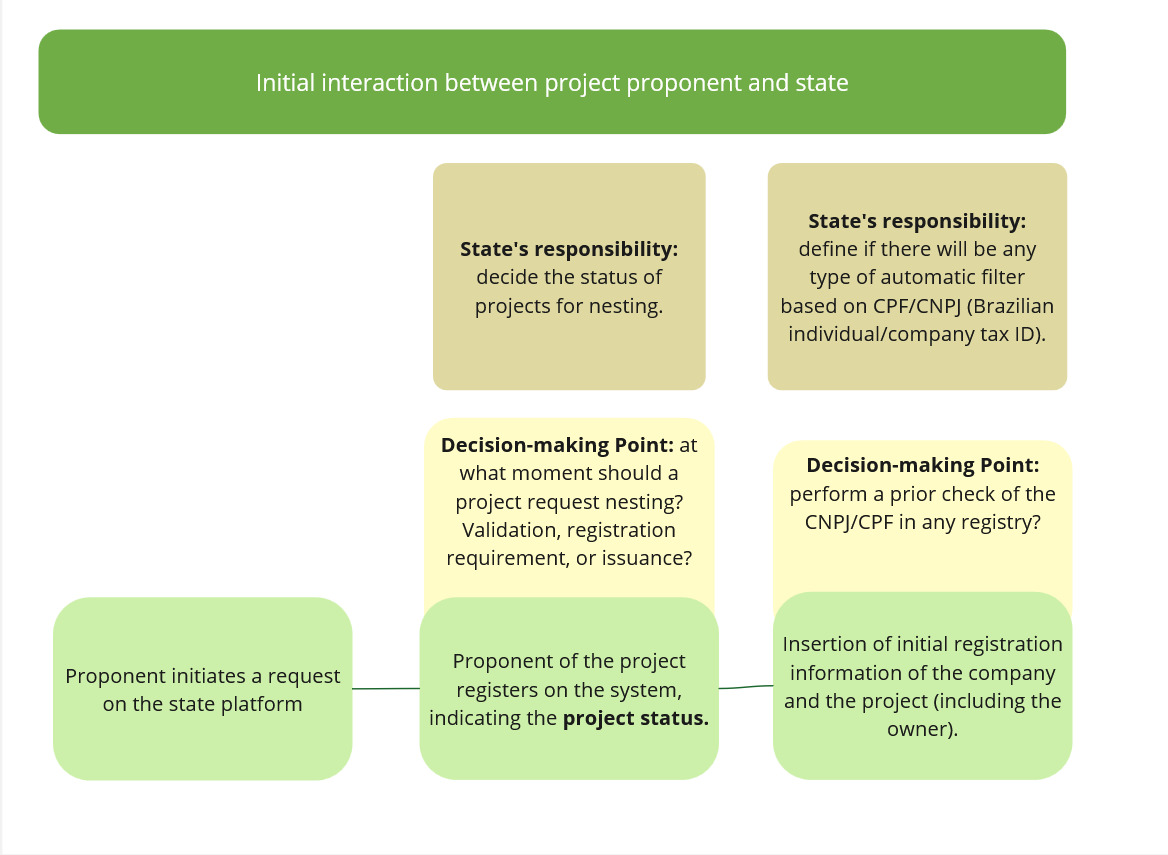 Initial interaction between project proponent and state
State's responsibility:
decide the status of
projects for nesting.
State's responsibility:
define if there will be any
type of automatic filter
based on CPF/CNPJ (Brazilian
individual/company tax ID).
Decision-making Point: at
what moment should a
project request nesting?
Validation, registration
requirement, or issuance?
Decision-making Point:
perform a prior check of the
CNPJ/CPF in any registry?
Proponent initiates a request
on the state platform
Proponent of the project
registers on the system,
indicating the project status.
Insertion of initial registration
information of the company
and the project (including the
owner).